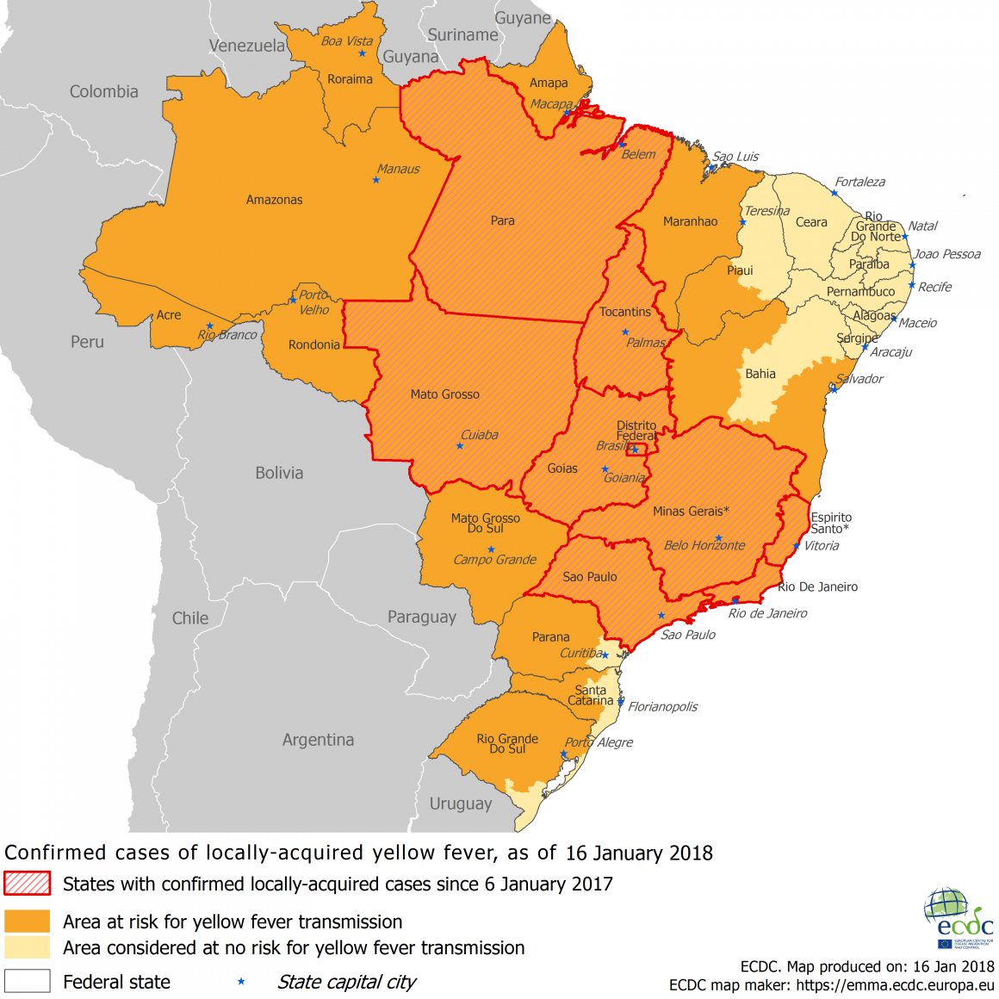 Guyane
Suriname
Venezuela
Boa Vista
Guyana
Roraima
Amapa
Colombia
Macapa
Belem
Sao Luis
Manaus
Fortaleza
Amazonas
Teresina
Rio
Grande
Do Norte
Para
Maranhao
Ceara
Natal
Joao Pessoa
Piaui
Paraiba
Recife
Porto
Velho
Pernambuco
Acre
Tocantins
Alagoas
Maceio
Rio Branco
Peru
Rondonia
Palmas
Sergipe
Aracaju
Bahia
Salvador
Mato Grosso
Distrito
Federal
Cuiaba
Brasilia
Bolivia
Goias
Goiania
Mato Grosso
Do Sul
Minas Gerais*
Espirito
Santo*
Belo Horizonte
Vitoria
Campo Grande
Sao Paulo
Rio De Janeiro
Chile
Paraguay
Rio de Janeiro
Parana
Sao Paulo
Curitiba
Santa
Catarina
Florianopolis
Argentina
Rio Grande
Do Sul
Porto Alegre
Uruguay
Confirmed cases of locally-acquired yellow fever, as of 16 January 2018
States with confirmed locally-acquired cases since 6 January 2017
Area at risk for yellow fever transmission
Area considered at no risk for yellow fever transmission
Federal state
State capital city
ecdc
EUROPEAN CENTRE FOR
DISEASE PREVENTION
AND CONTROL
ECDC. Map produced on: 16 Jan 2018
ECDC map maker: https://emma.ecdc.europa.eu